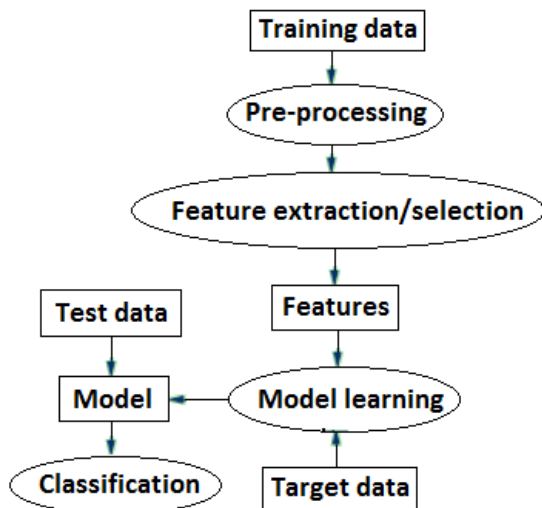 Training data
Pre-processing
Feature extraction/selection
Test data
Features
Model
Model learning
Classification
Target data